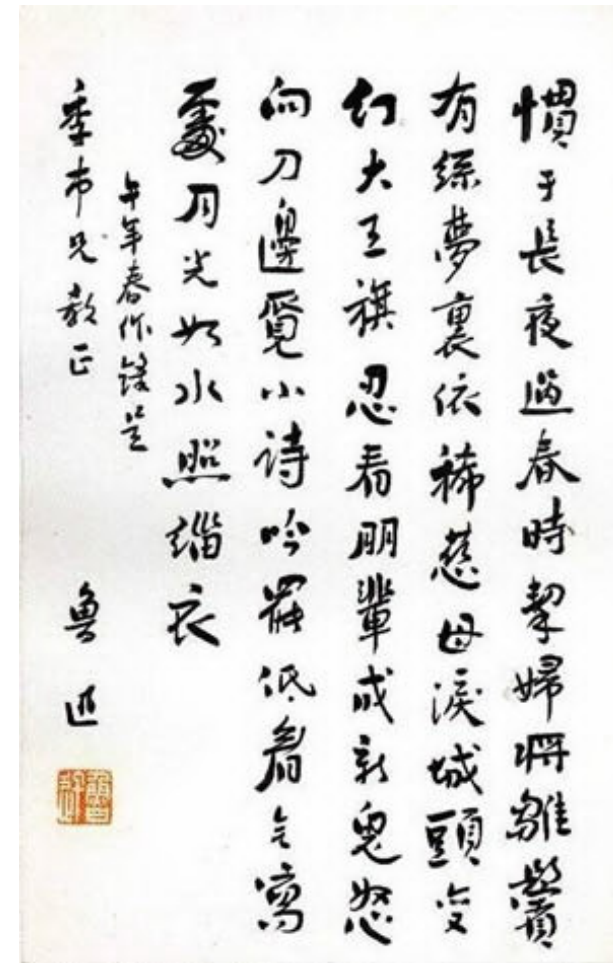 慣于長夜過春時挈婦將雛鬢
有絲夢裏依稀慈母淚城頭變
幻大王旗忍看朋輩成新鬼怒
向刀邊覓小詩吟罷低眉无寫
處月光如水照緇衣
午年春作錄呈
季市兄教正 魯迅